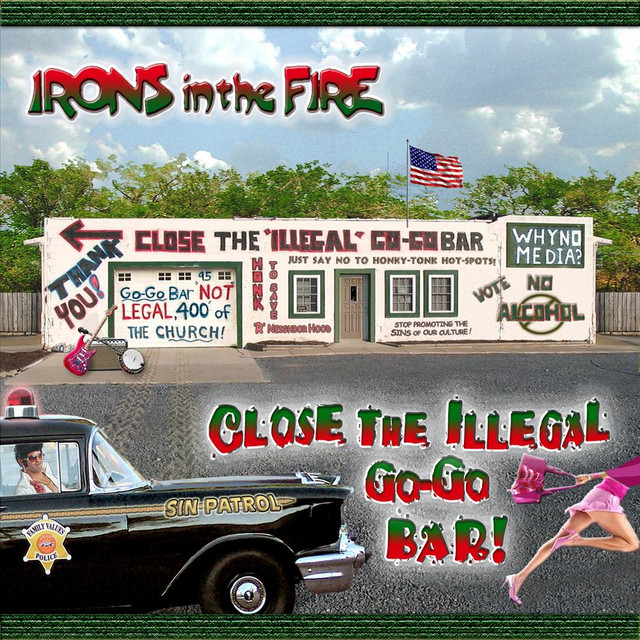 IRONS in the FIRE
CLOSE THE "ILLEGAL" GO-GO BAR
JUST SAY NO TO HONKY-TONK HOT-SPOTS!
WHY NO
MEDIA?
THANK
YOU!
95
GO-GO BAR NOT
LEGAL 400' OF
THE CHURCH!
HONK
TO SAVE
"R" NEIGHBORHOOD
VOTE NO
ALCOHOL
STOP PROMOTING THE
SINS OF OUR CULTURE!
CLOSE THE ILLEGAL
GO-GO
BAR!
SIN PATROL
FAMILY VALUES
POLICE